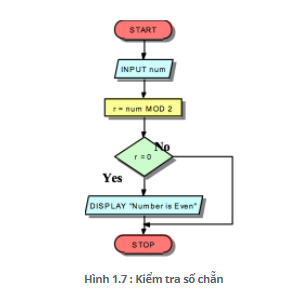 START
INPUT num
r = num MOD 2
No
r = 0
Yes
DISPLAY "Number is Even"
STOP
Hình 1.7 : Kiểm tra số chẵn